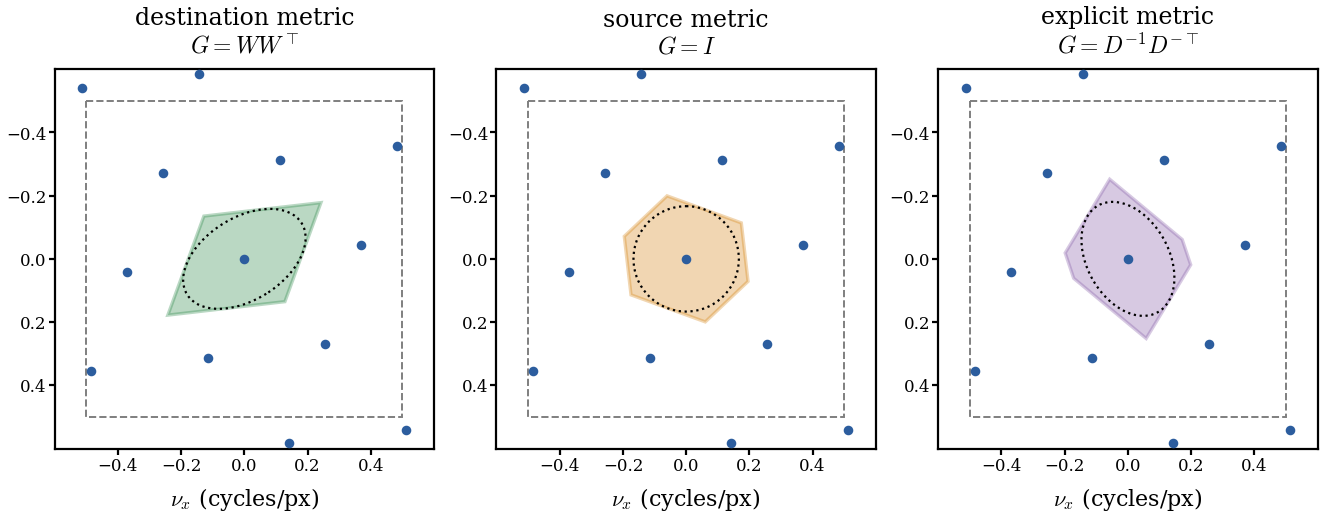 destination metric
G = WW^⊤
−0.4
−0.2
0.0
0.2
0.4
−0.4 −0.2 0.0 0.2 0.4
ν_x (cycles/px)
source metric
G = I
−0.4
−0.2
0.0
0.2
0.4
−0.4 −0.2 0.0 0.2 0.4
ν_x (cycles/px)
explicit metric
G = D^{−1}D^{−⊤}
−0.4
−0.2
0.0
0.2
0.4
−0.4 −0.2 0.0 0.2 0.4
ν_x (cycles/px)